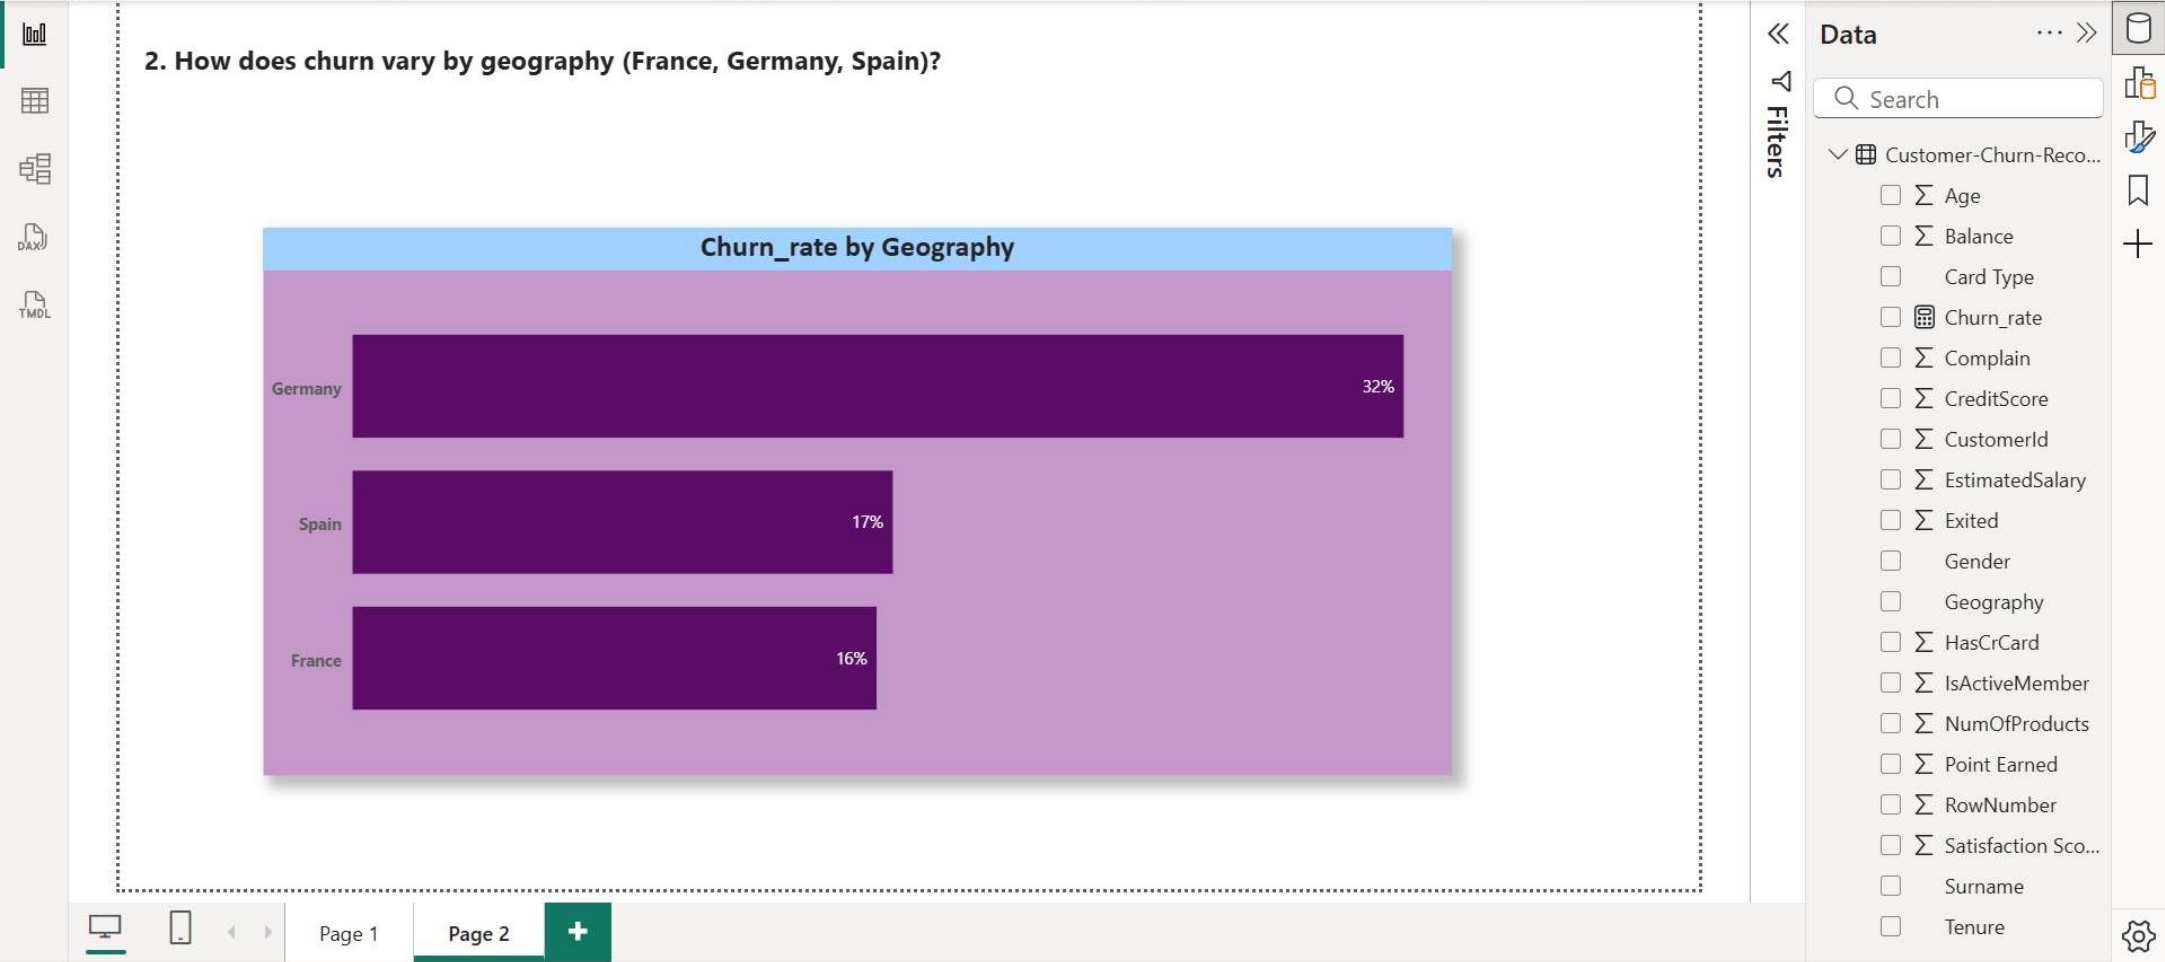 2. How does churn vary by geography (France, Germany, Spain)?
Churn_rate by Geography
Germany
32%
Spain
17%
France
16%
DAX
TMDL
Page 1
Page 2
+
Filters
Data
...
Search
Customer-Churn-Reco...
Age
Balance
Card Type
Churn_rate
Complain
CreditScore
CustomerId
EstimatedSalary
Exited
Gender
Geography
HasCrCard
IsActiveMember
NumOfProducts
Point Earned
RowNumber
Satisfaction Sco...
Surname
Tenure